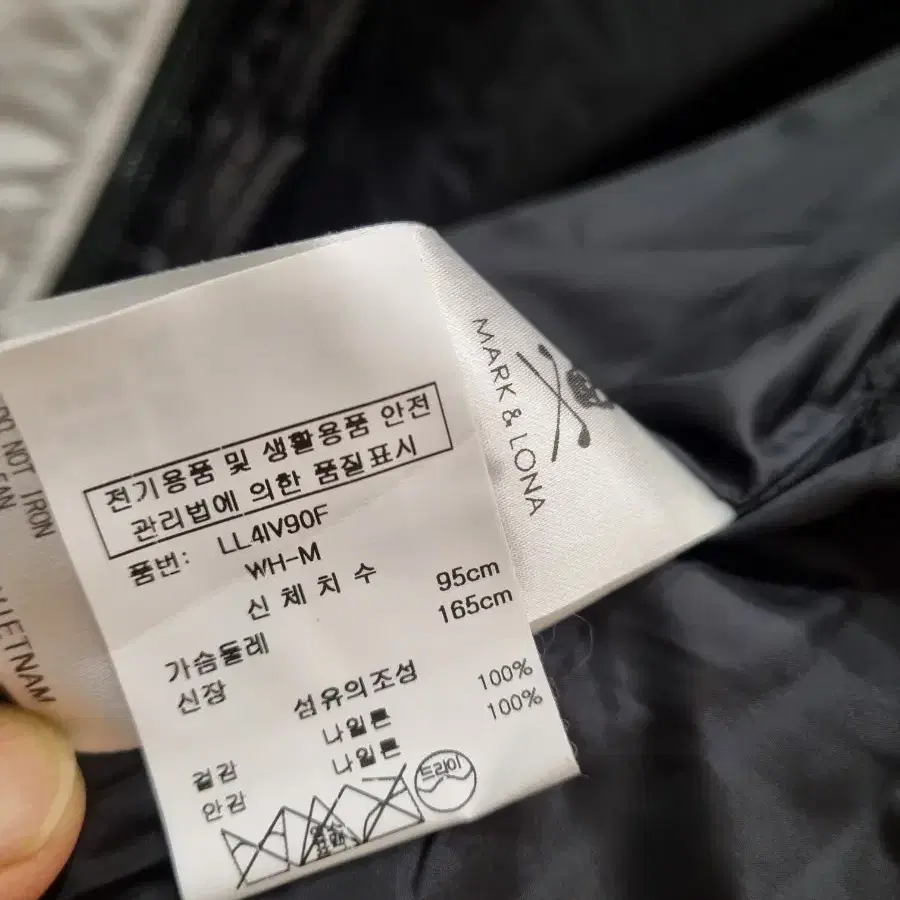 전기용품 및 생활용품 안전
관리법에 의한 품질표시
품번: LL4IV90F
WH-M
신 체 치 수
가슴둘레 95cm
신장 165cm
섬유의조성
겉감 나일론 100%
안감 나일론 100%
드라이
MARK & LONA
DO NOT IRON
VIETNAM